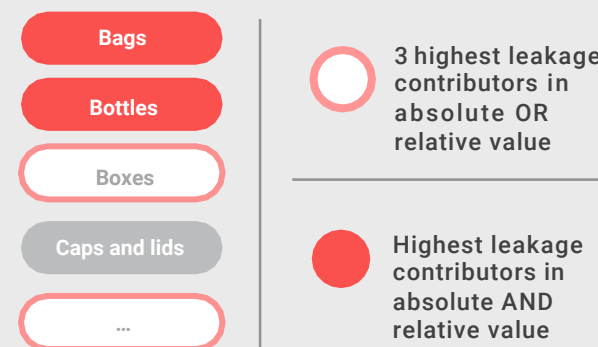 Bags
Bottles
Boxes
Caps and lids
...
3 highest leakage
contributors in
absolute OR
relative value
Highest leakage
contributors in
absolute AND
relative value